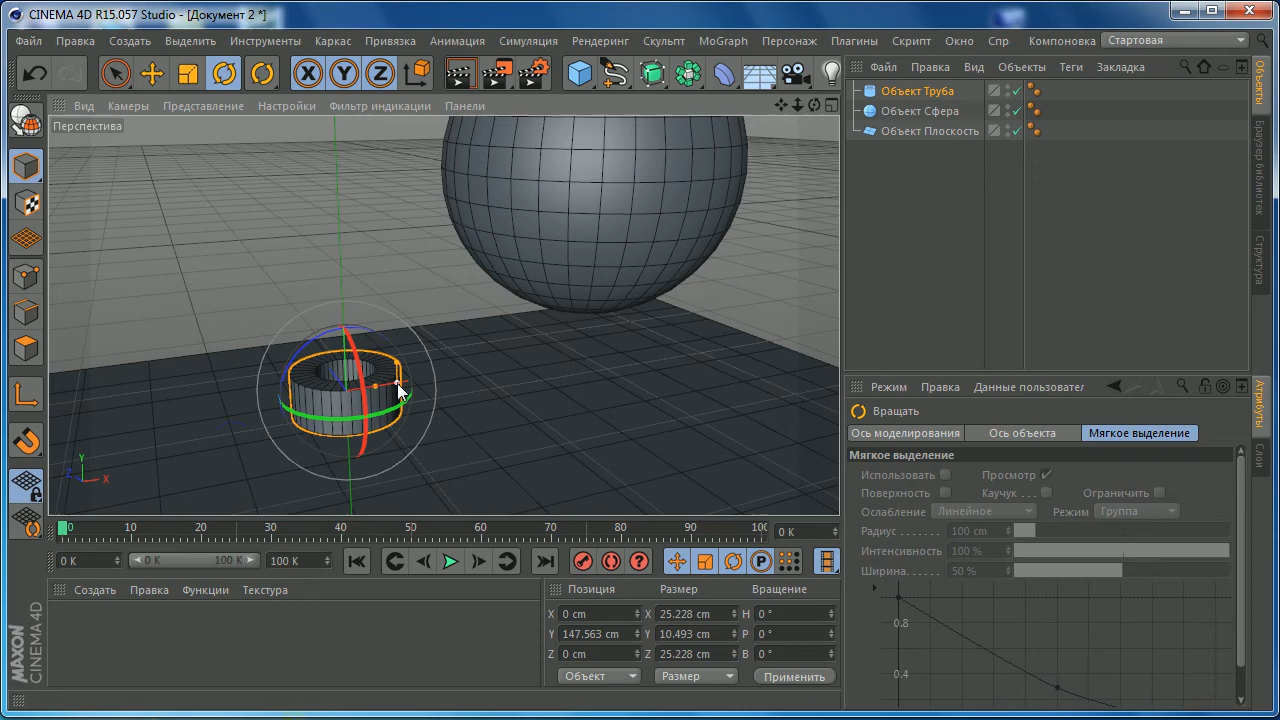 CINEMA 4D R15.057 Studio - [Документ 2 *]
Файл Правка Создать Выделить Инструменты Каркас Привязка Анимация Симуляция Рендеринг Скульпт MoGraph Персонаж Плагины Скрипт Окно Спр Компоновка Стартовая
X Y Z
Файл Правка Вид Объекты Теги Закладка
Объект Труба
Объект Сфера
Объект Плоскость
Объекты
Браузер библиотек
Структура
Вид Камеры Представление Настройки Фильтр индикации Панели
Перспектива
Y
Z X
Режим Правка Данные пользовател
Вращать
Ось моделирования Ось объекта Мягкое выделение
Мягкое выделение
Использовать Просмотр
Поверхность Каучук . . . Ограничить
Ослабление Линейное Режим Группа
Радиус . . . . . . 100 cm
Интенсивность 100 %
Ширина. . . . . . 50 %
0.8
0.4
Атрибуты
Слои
0 10 20 30 40 50 60 70 80 90 100 0 K
0 K 0 K 100 K 100 K
P
Создать Правка Функции Текстура
Позиция Размер Вращение
X 0 cm X 25.228 cm H 0 °
Y 147.563 cm Y 10.493 cm P 0 °
Z 0 cm Z 25.228 cm B 0 °
Объект Размер Применить
MAXON
CINEMA 4D